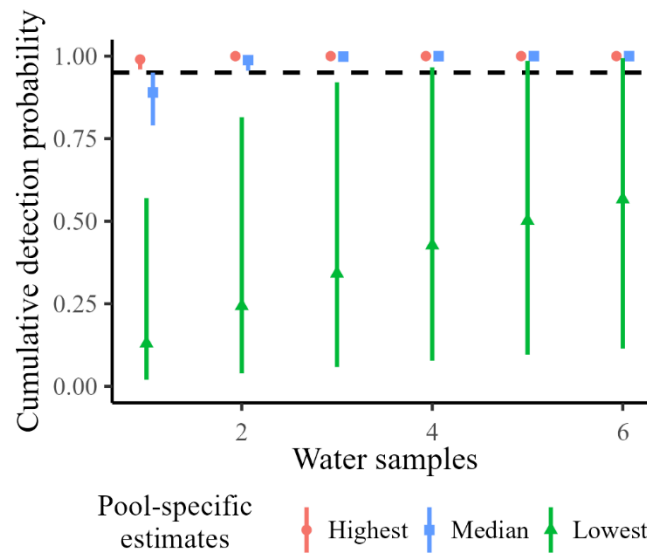 Cumulative detection probability
1.00
0.75
0.50
0.25
0.00
2 4 6
Water samples
Pool-specific
estimates
Highest Median Lowest